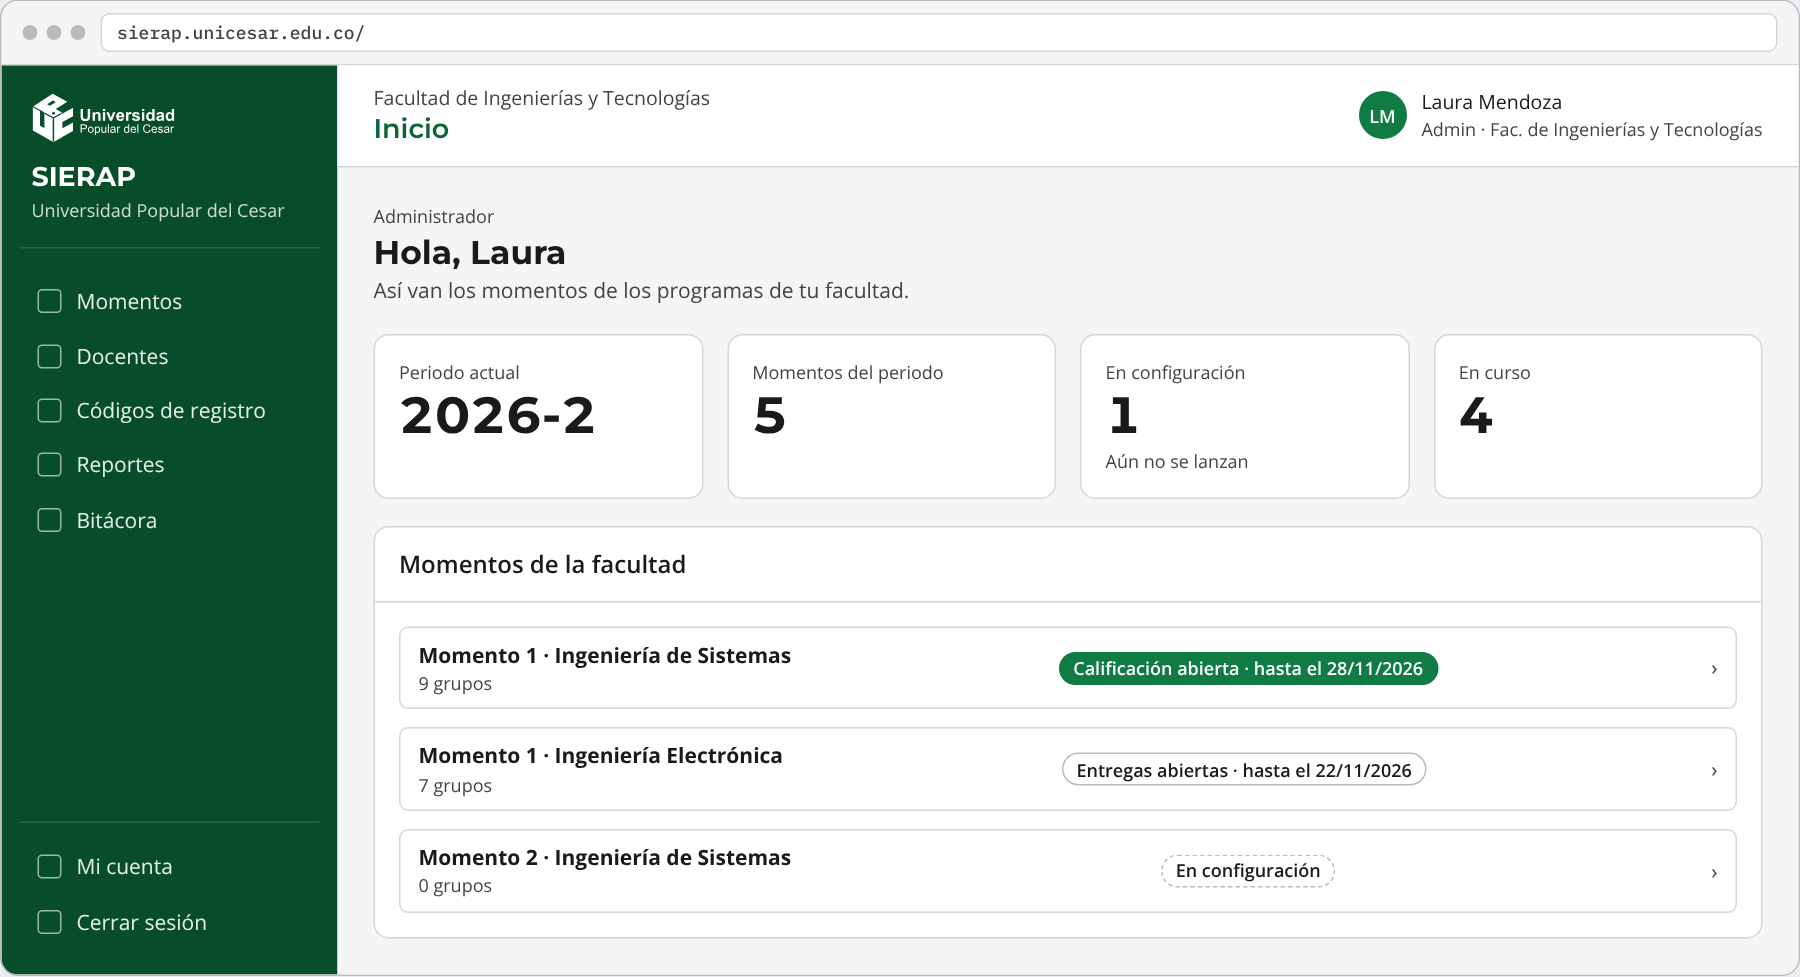 sierap.unicesar.edu.co/
Universidad
Popular del Cesar
SIERAP
Universidad Popular del Cesar
Momentos
Docentes
Códigos de registro
Reportes
Bitácora
Mi cuenta
Cerrar sesión
Facultad de Ingenierías y Tecnologías
Inicio
LM
Laura Mendoza
Admin · Fac. de Ingenierías y Tecnologías
Administrador
Hola, Laura
Así van los momentos de los programas de tu facultad.
Periodo actual
2026-2
Momentos del periodo
5
En configuración
1
Aún no se lanzan
En curso
4
Momentos de la facultad
Momento 1 · Ingeniería de Sistemas
9 grupos
Calificación abierta · hasta el 28/11/2026
Momento 1 · Ingeniería Electrónica
7 grupos
Entregas abiertas · hasta el 22/11/2026
Momento 2 · Ingeniería de Sistemas
0 grupos
En configuración